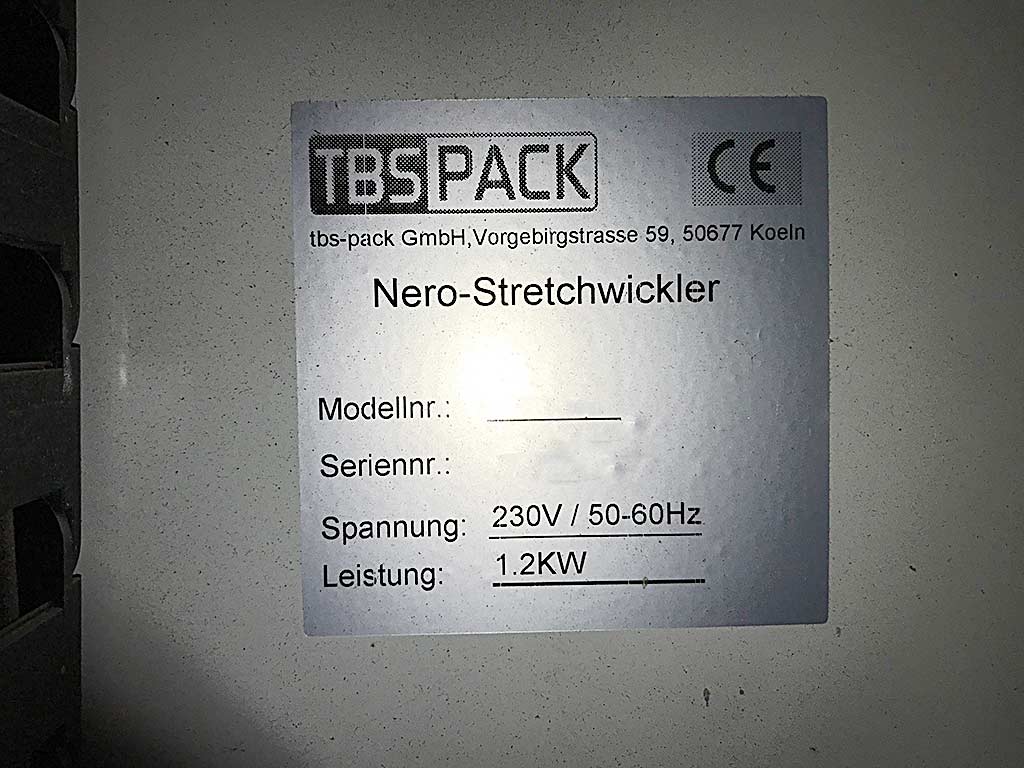 TBS PACK CE
tbs-pack GmbH,Vorgebirgstrasse 59, 50677 Koeln
Nero-Stretchwickler
Modellnr.:
Seriennr.:
Spannung: 230V / 50-60Hz
Leistung: 1.2KW